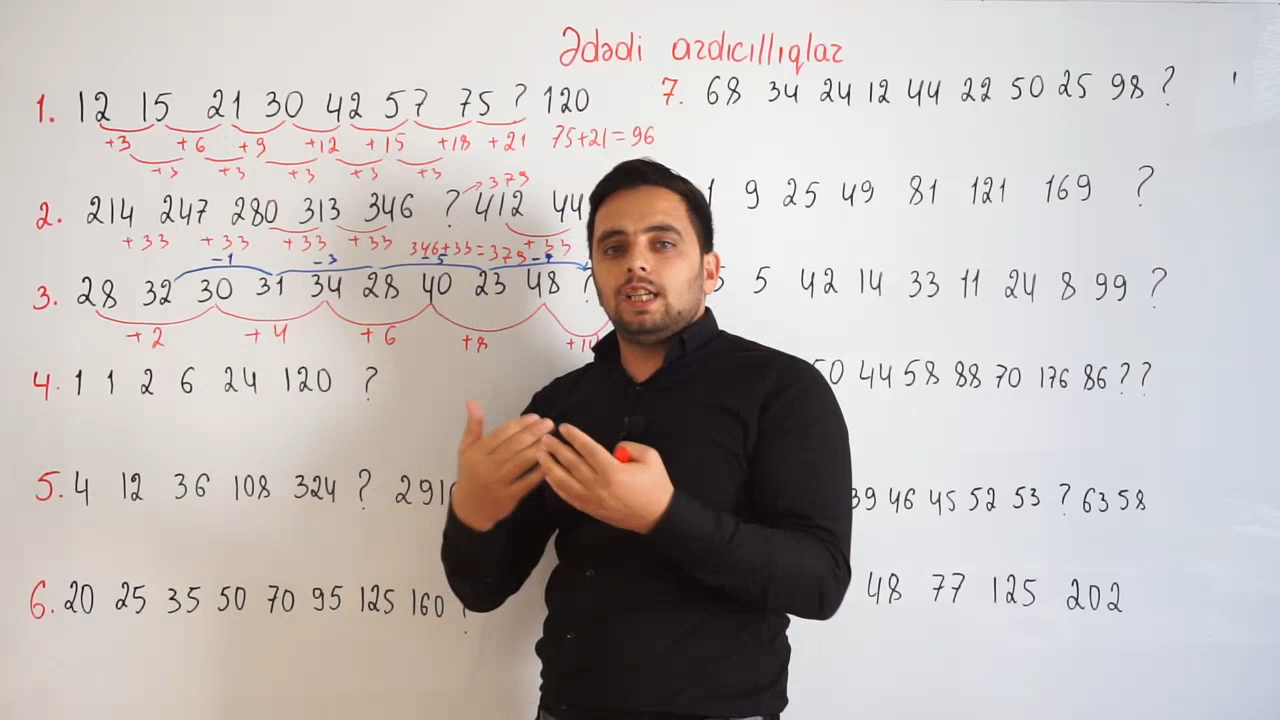 Ədədi ardıcıllıqlar
1. 12 15 21 30 42 57 75 ? 120
+3 +6 +9 +12 +15 +18 +21 75+21=96
+3 +3 +3 +3 +3
379
2. 214 247 280 313 346 ? 412 44
+33 +33 +33 +33 346+33=379 +33
-1 -3 -5
3. 28 32 30 31 34 28 40 23 48 ?
+2 +4 +6 +8 +10
4. 1 1 2 6 24 120 ?
5. 4 12 36 108 324 ? 291
6. 20 25 35 50 70 95 125 160 ?
7. 68 34 24 12 44 22 50 25 98 ?
1 9 25 49 81 121 169 ?
5 42 14 33 11 24 8 99 ?
50 44 58 88 70 176 86 ? ?
39 46 45 52 53 ? 63 58
48 77 125 202